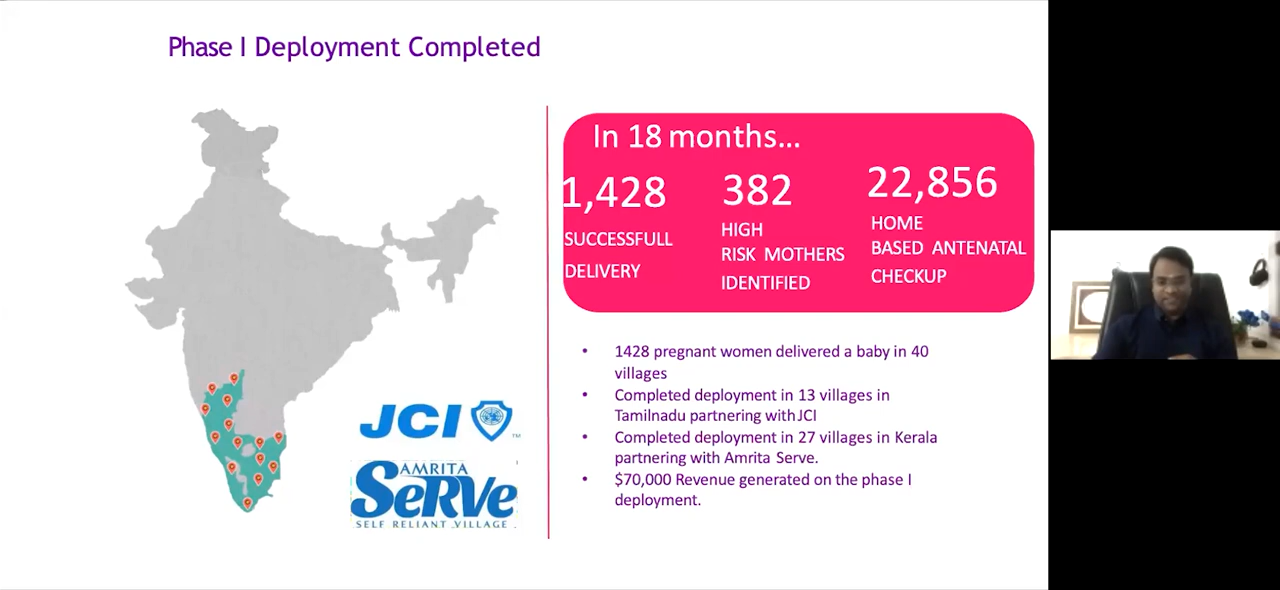 Phase I Deployment Completed
In 18 months...
1,428
SUCCESSFULL
DELIVERY
382
HIGH
RISK MOTHERS
IDENTIFIED
22,856
HOME
BASED ANTENATAL
CHECKUP
• 1428 pregnant women delivered a baby in 40
villages
• Completed deployment in 13 villages in
Tamilnadu partnering with JCI
• Completed deployment in 27 villages in Kerala
partnering with Amrita Serve.
• $70,000 Revenue generated on the phase I
deployment.
JCI
TM
AMRITA
SeRVe
SELF RELIANT VILLAGE